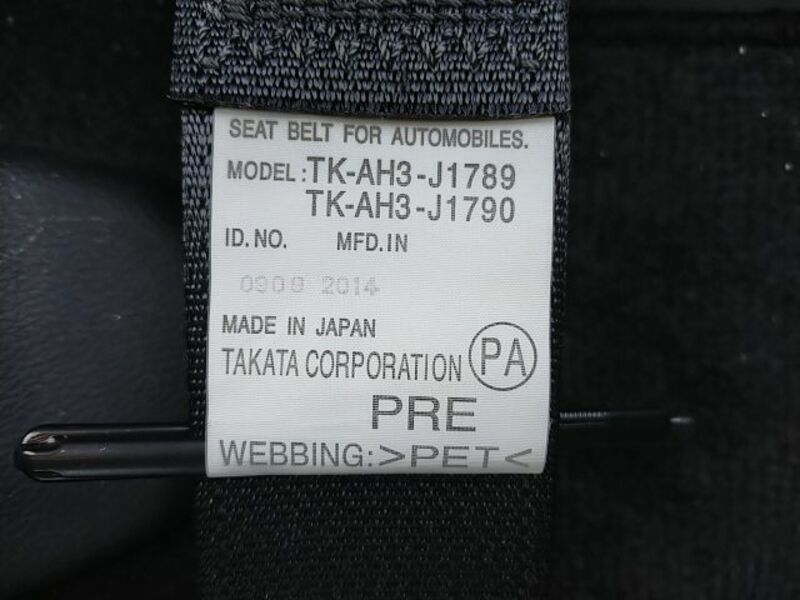 SEAT BELT FOR AUTOMOBILES.
MODEL: TK-AH3-J1789
TK-AH3-J1790
ID.NO. MFD.IN
0909 2014
MADE IN JAPAN
TAKATA CORPORATION PA
PRE
WEBBING: >PET<